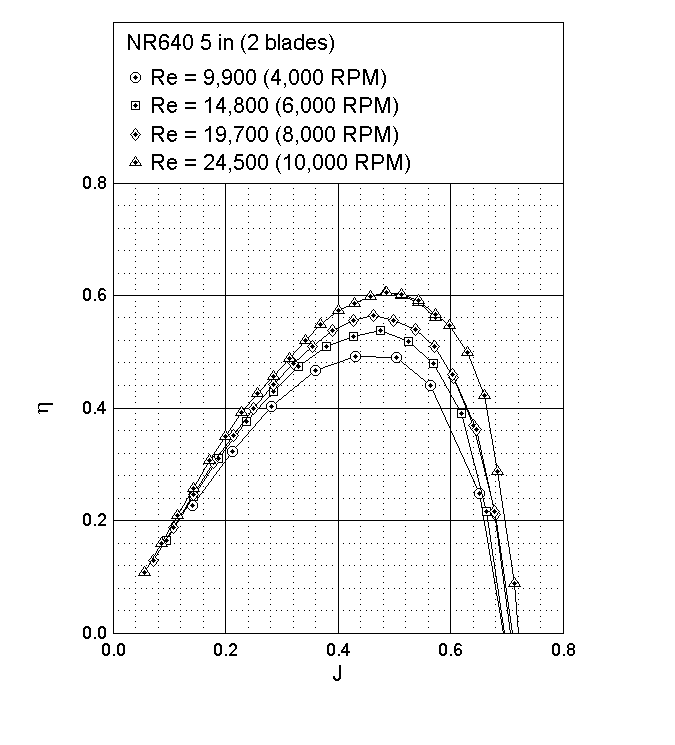 NR640 5 in (2 blades)
Re = 9,900 (4,000 RPM)
Re = 14,800 (6,000 RPM)
Re = 19,700 (8,000 RPM)
Re = 24,500 (10,000 RPM)
0.8
0.6
0.4
η
0.2
0.0
0.0 0.2 0.4 0.6 0.8
J